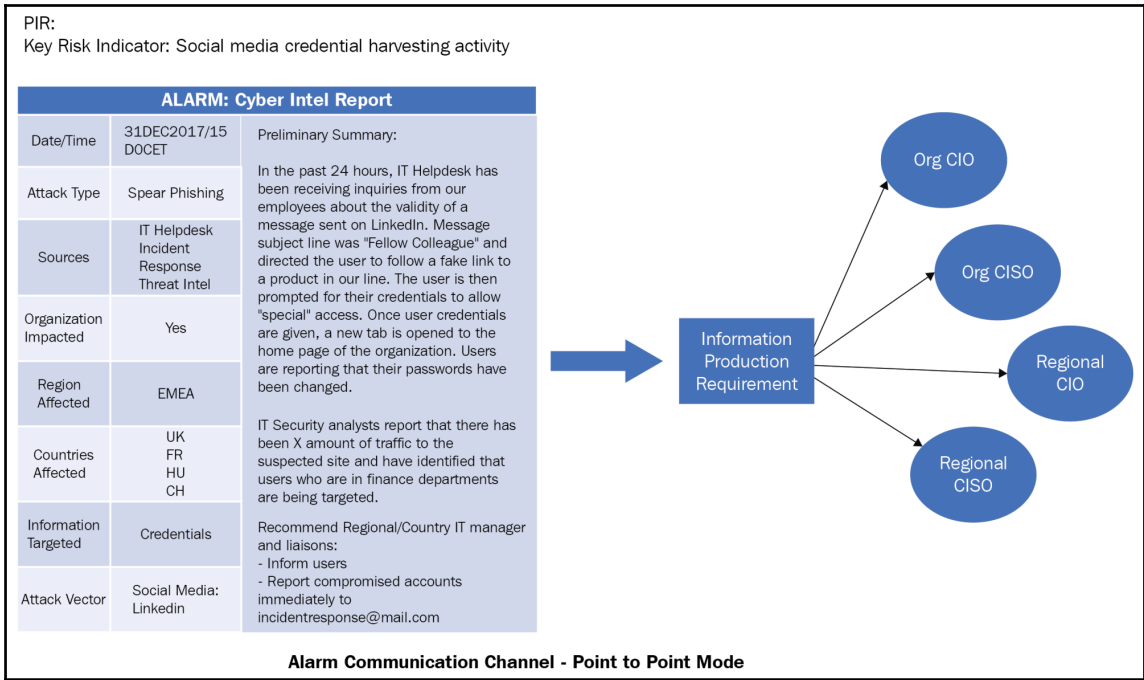 PIR:
Key Risk Indicator: Social media credential harvesting activity
ALARM: Cyber Intel Report
Date/Time
31DEC2017/15
DOCET
Attack Type
Spear Phishing
Sources
IT Helpdesk
Incident
Response
Threat Intel
Organization
Impacted
Yes
Region
Affected
EMEA
Countries
Affected
UK
FR
HU
CH
Information
Targeted
Credentials
Attack Vector
Social Media:
Linkedin
Preliminary Summary:
In the past 24 hours, IT Helpdesk has
been receiving inquiries from our
employees about the validity of a
message sent on LinkedIn. Message
subject line was "Fellow Colleague" and
directed the user to follow a fake link to
a product in our line. The user is then
prompted for their credentials to allow
"special" access. Once user credentials
are given, a new tab is opened to the
home page of the organization. Users
are reporting that their passwords have
been changed.
IT Security analysts report that there has
been X amount of traffic to the
suspected site and have identified that
users who are in finance departments
are being targeted.
Recommend Regional/Country IT manager
and liaisons:
- Inform users
- Report compromised accounts
immediately to
incidentresponse@mail.com
Information
Production
Requirement
Org CIO
Org CISO
Regional
CIO
Regional
CISO
Alarm Communication Channel - Point to Point Mode